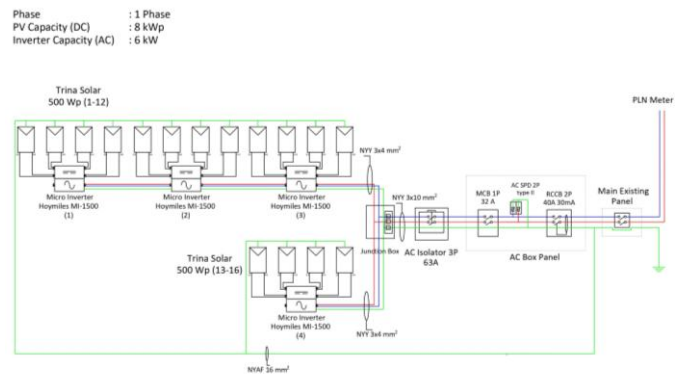 Phase : 1 Phase
PV Capacity (DC) : 8 kWp
Inverter Capacity (AC) : 6 kW
Trina Solar
500 Wp (1-12)
PLN Meter
NYY 3x4 mm²
Micro Inverter
Hoymiles MI-1500
(1)
Micro Inverter
Hoymiles MI-1500
(2)
Micro Inverter
Hoymiles MI-1500
(3)
NYY 3x10 mm²
MCB 1P
32 A
AC SPD 2P
type II
RCCB 2P
40A 30mA
Main Existing
Panel
Junction Box
AC Isolator 3P
63A
AC Box Panel
Trina Solar
500 Wp (13-16)
Micro Inverter
Hoymiles MI-1500
(4)
NYY 3x4 mm²
NYAF 16 mm²